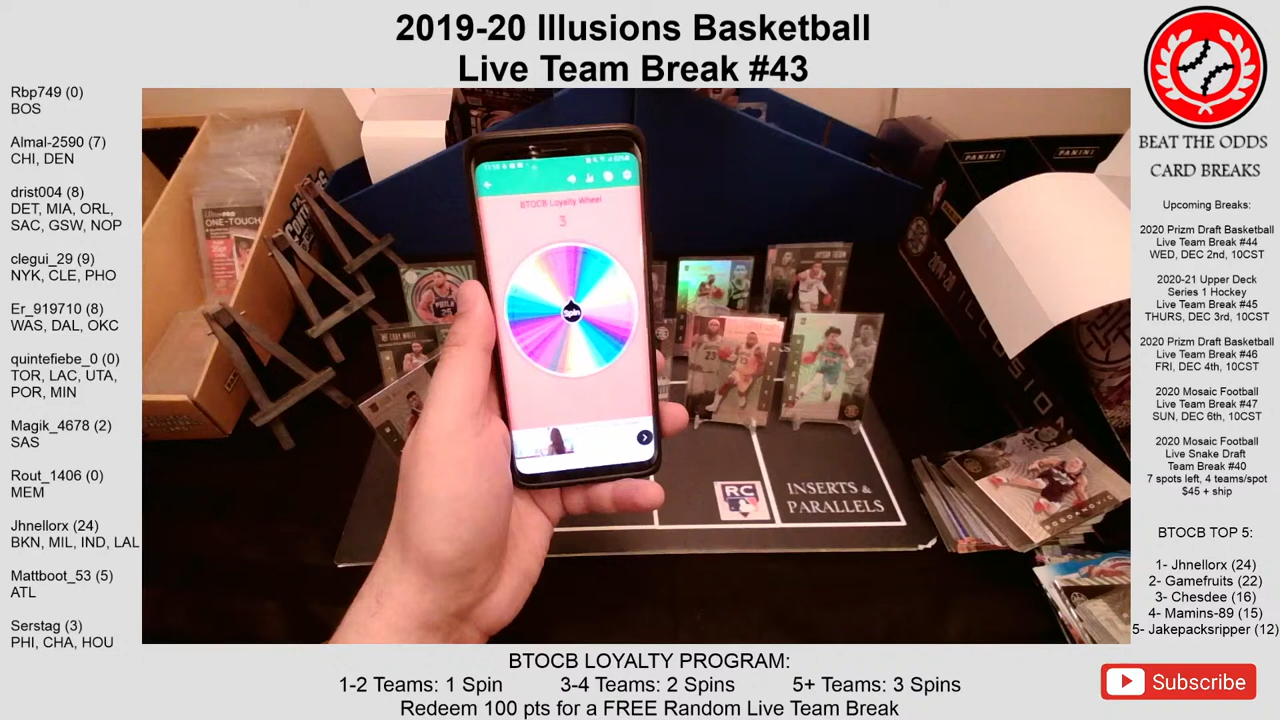 2019-20 Illusions Basketball
Live Team Break #43
Rbp749 (0)
BOS
Almal-2590 (7)
CHI, DEN
drist004 (8)
DET, MIA, ORL,
SAC, GSW, NOP
clegui_29 (9)
NYK, CLE, PHO
Er_919710 (8)
WAS, DAL, OKC
quintefiebe_0 (0)
TOR, LAC, UTA,
POR, MIN
Magik_4678 (2)
SAS
Rout_1406 (0)
MEM
Jhnellorx (24)
BKN, MIL, IND, LAL
Mattboot_53 (5)
ATL
Serstag (3)
PHI, CHA, HOU
ONE-TOUCH
BTOCB Loyalty Wheel
3
Spin
PANINI
PANINI
RC
INSERTS &
PARALLELS
BEAT THE ODDS
CARD BREAKS
Upcoming Breaks:
2020 Prizm Draft Basketball
Live Team Break #44
WED, DEC 2nd, 10CST
2020-21 Upper Deck
Series 1 Hockey
Live Team Break #45
THURS, DEC 3rd, 10CST
2020 Prizm Draft Basketball
Live Team Break #46
FRI, DEC 4th, 10CST
2020 Mosaic Football
Live Team Break #47
SUN, DEC 6th, 10CST
2020 Mosaic Football
Live Snake Draft
Team Break #40
7 spots left, 4 teams/spot
$45 + ship
BTOCB TOP 5:
1- Jhnellorx (24)
2- Gamefruits (22)
3- Chesdee (16)
4- Mamins-89 (15)
5- Jakepacksripper (12)
BTOCB LOYALTY PROGRAM:
1-2 Teams: 1 Spin 3-4 Teams: 2 Spins 5+ Teams: 3 Spins
Redeem 100 pts for a FREE Random Live Team Break
Subscribe